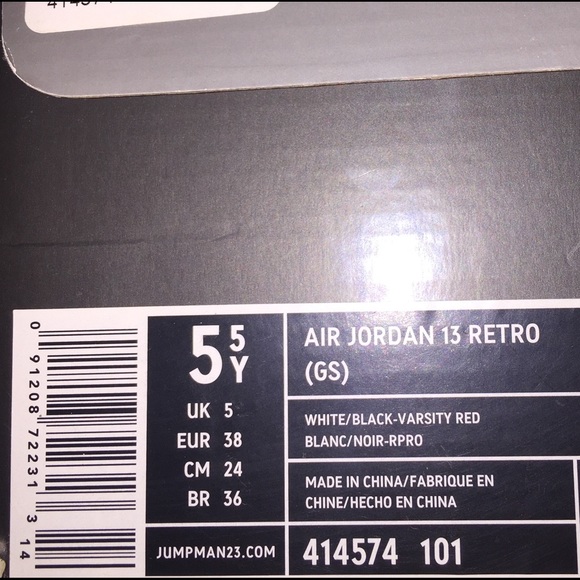 0 91208 72231 3 14
5 5Y
UK 5
EUR 38
CM 24
BR 36
JUMPMAN23.COM
AIR JORDAN 13 RETRO
(GS)
WHITE/BLACK-VARSITY RED
BLANC/NOIR-RPRO
MADE IN CHINA/FABRIQUE EN
CHINE/HECHO EN CHINA
414574 101